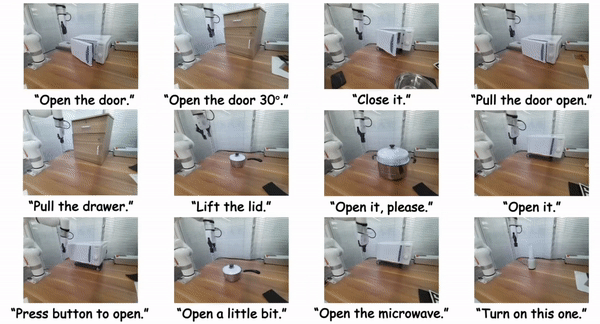 "Open the door."
"Open the door 30°."
"Close it."
"Pull the door open."
"Pull the drawer."
"Lift the lid."
"Open it, please."
"Open it."
"Press button to open."
"Open a little bit."
"Open the microwave."
"Turn on this one."